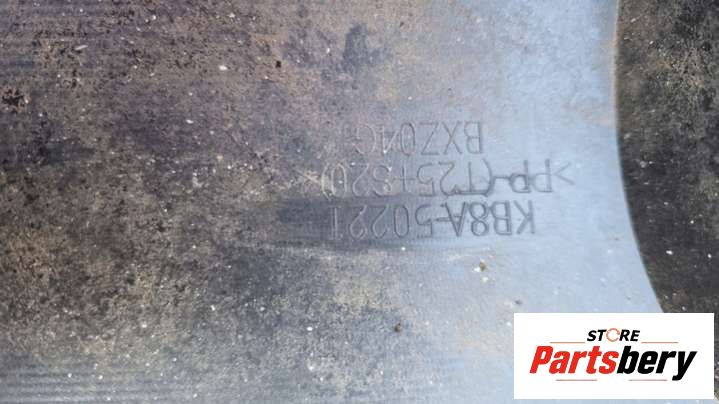 KB8A-50221
>PP-(T25+S20)<
BXZ04G
STORE
Partsbery